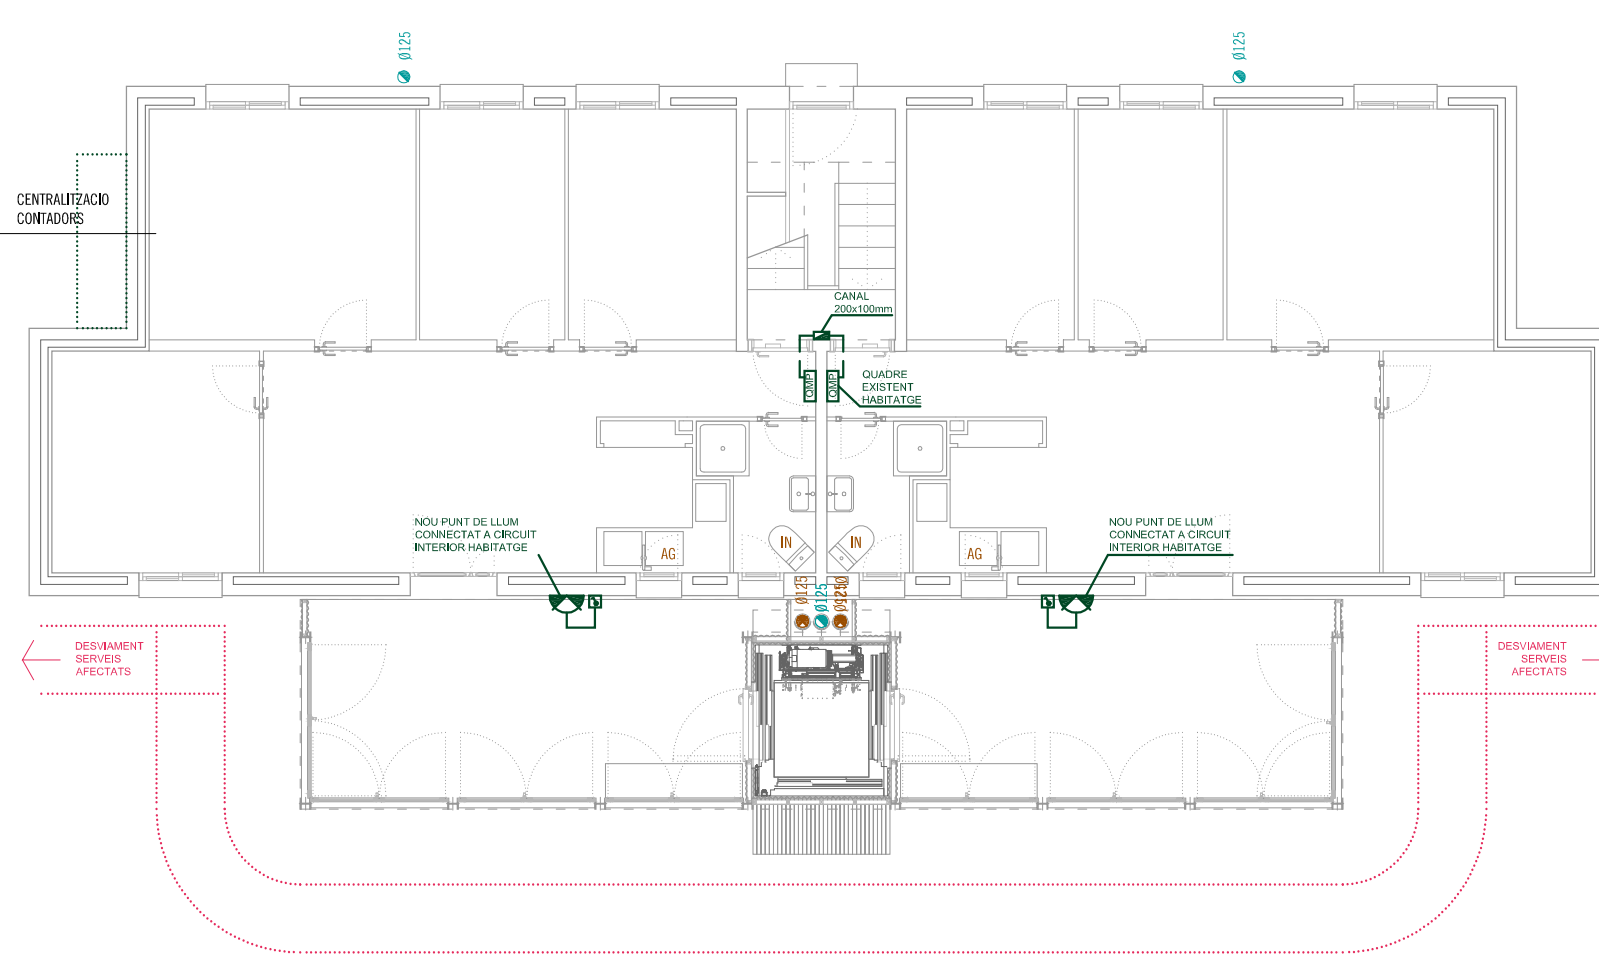 Ø125
Ø125
CENTRALITZACIO
CONTADORS
CANAL
200x100mm
QMP
QMP
QUADRE
EXISTENT
HABITATGE
NOU PUNT DE LLUM
CONNECTAT A CIRCUIT
INTERIOR HABITATGE
NOU PUNT DE LLUM
CONNECTAT A CIRCUIT
INTERIOR HABITATGE
AG
IN
IN
AG
Ø125
Ø125
Ø125
DESVIAMENT
SERVEIS
AFECTATS
DESVIAMENT
SERVEIS
AFECTATS